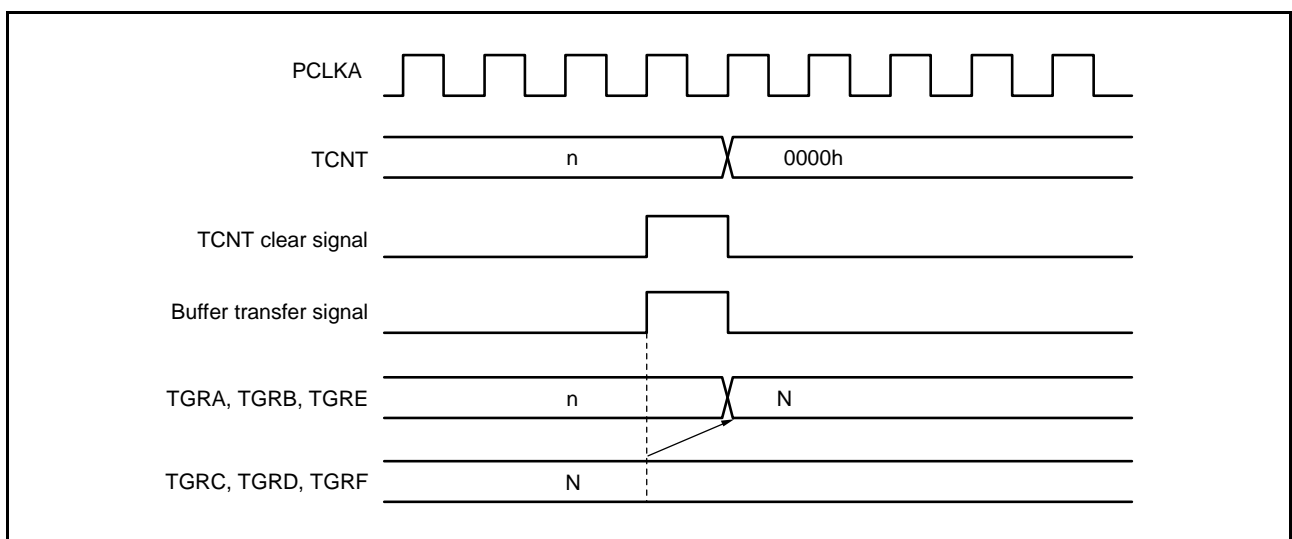 PCLKA
TCNT n 0000h
TCNT clear signal
Buffer transfer signal
TGRA, TGRB, TGRE n N
TGRC, TGRD, TGRF N